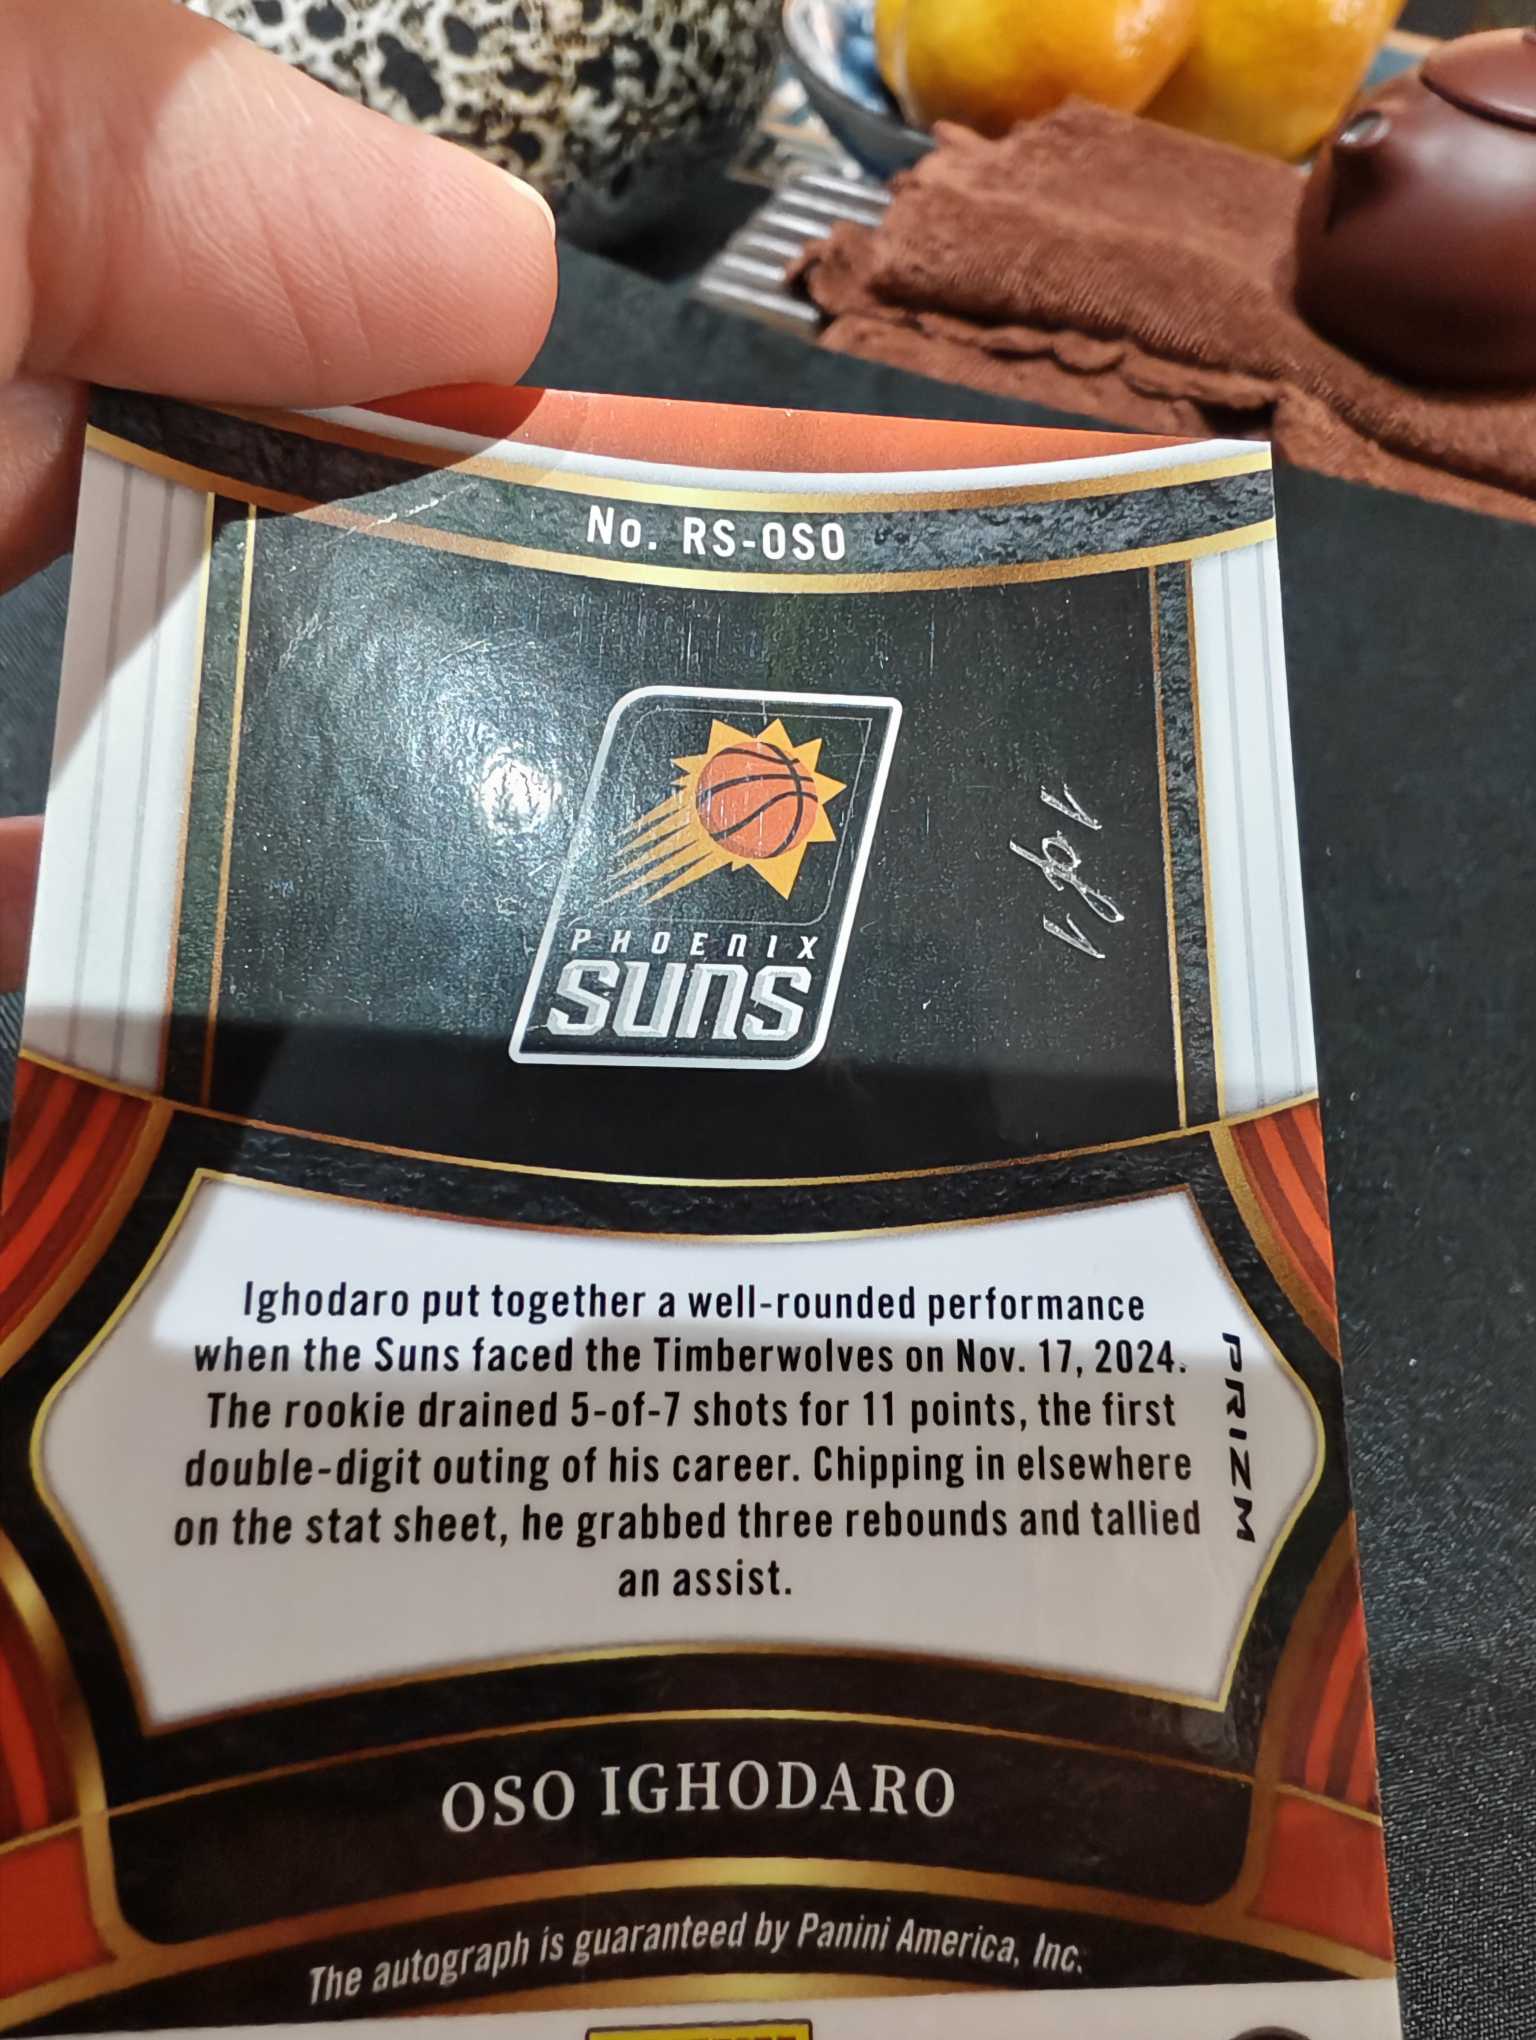 No. RS-OSO
PHOENIX
SUNS
1 of 1
Ighodaro put together a well-rounded performance
when the Suns faced the Timberwolves on Nov. 17, 2024.
The rookie drained 5-of-7 shots for 11 points, the first
double-digit outing of his career. Chipping in elsewhere
on the stat sheet, he grabbed three rebounds and tallied
an assist.
PRIZM
OSO IGHODARO
The autograph is guaranteed by Panini America, Inc.